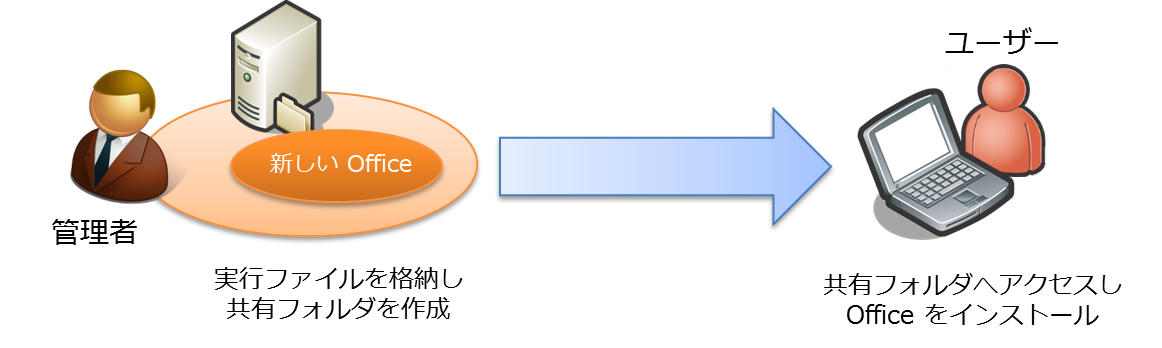 ユーザー
新しい Office
管理者
実行ファイルを格納し
共有フォルダを作成
共有フォルダへアクセスし
Office をインストール